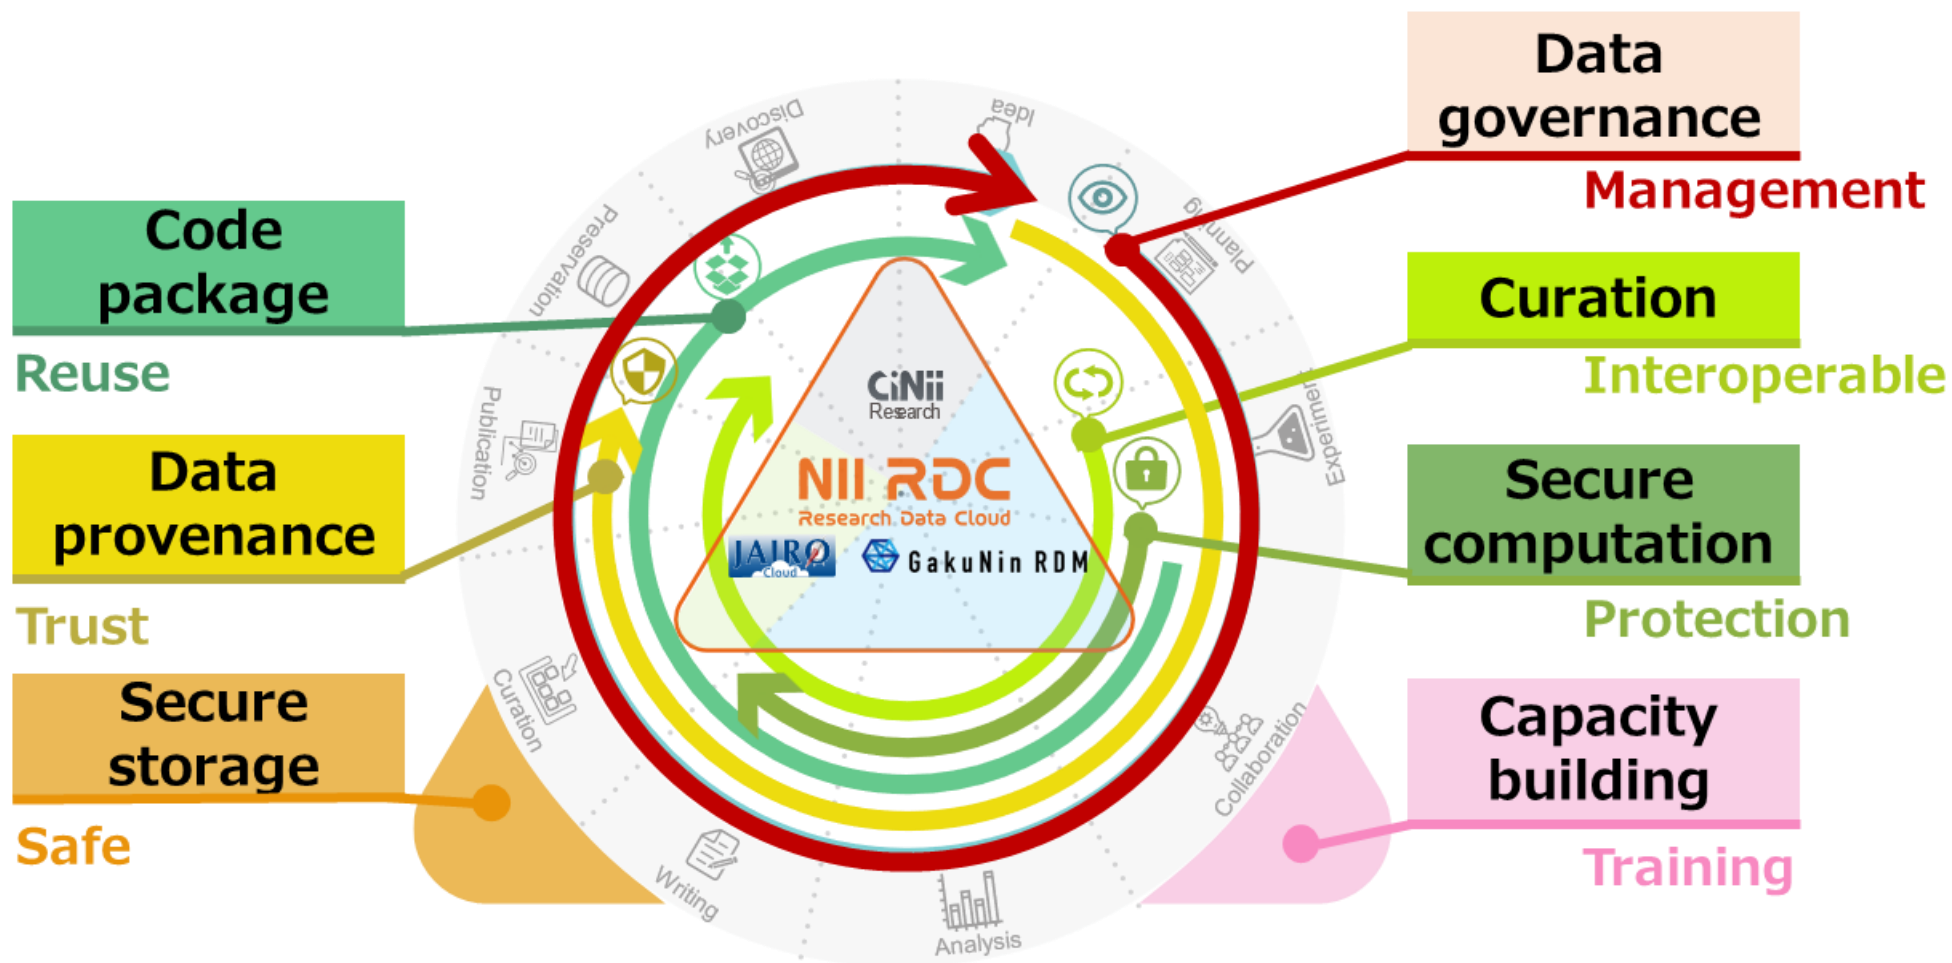 Data
governance
Management
Code
package
Reuse
Curation
Interoperable
Data
provenance
Trust
Secure
computation
Protection
Secure
storage
Safe
Capacity
building
Training
Idea
Planning
Experiment
Collaboration
Analysis
Writing
Curation
Publication
Preservation
Discovery
CiNii
Research
NII RDC
Research Data Cloud
JAIRO
Cloud
GakuNin RDM